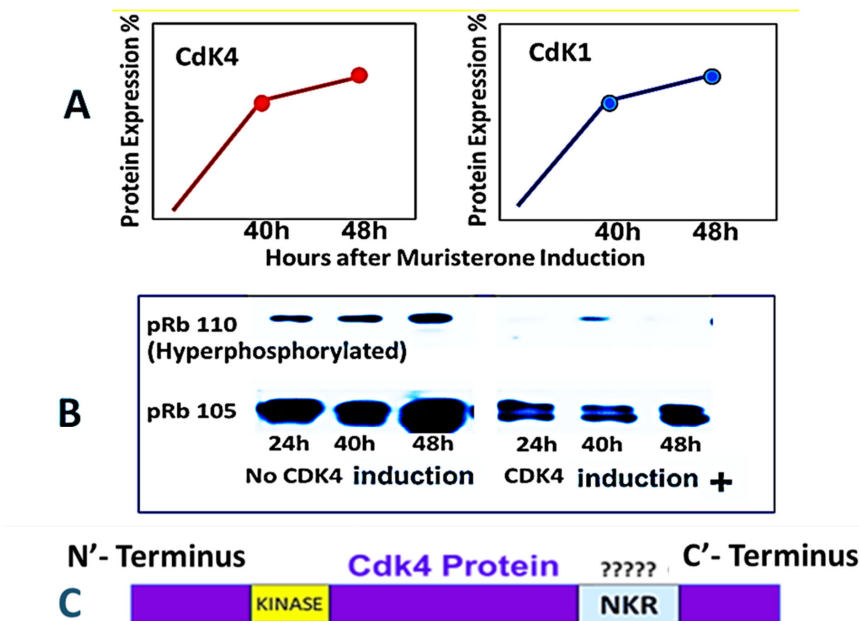 A
Protein Expression %
CdK4
40h 48h
Protein Expression %
CdK1
40h 48h
Hours after Muristerone Induction
B
pRb 110
(Hyperphosphorylated)
pRb 105
24h 40h 48h 24h 40h 48h
No CDK4 induction CDK4 induction +
N’- Terminus Cdk4 Protein ????? C’- Terminus
C KINASE NKR